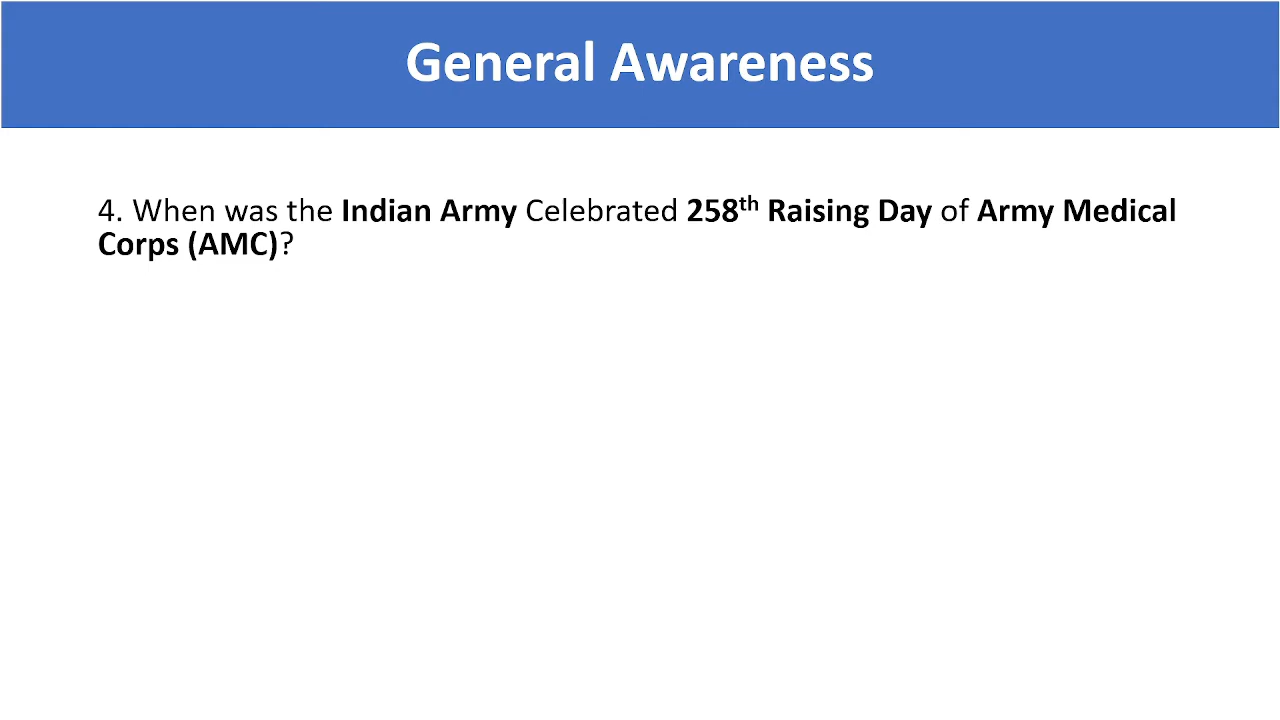 General Awareness
4. When was the Indian Army Celebrated 258th Raising Day of Army Medical
Corps (AMC)?